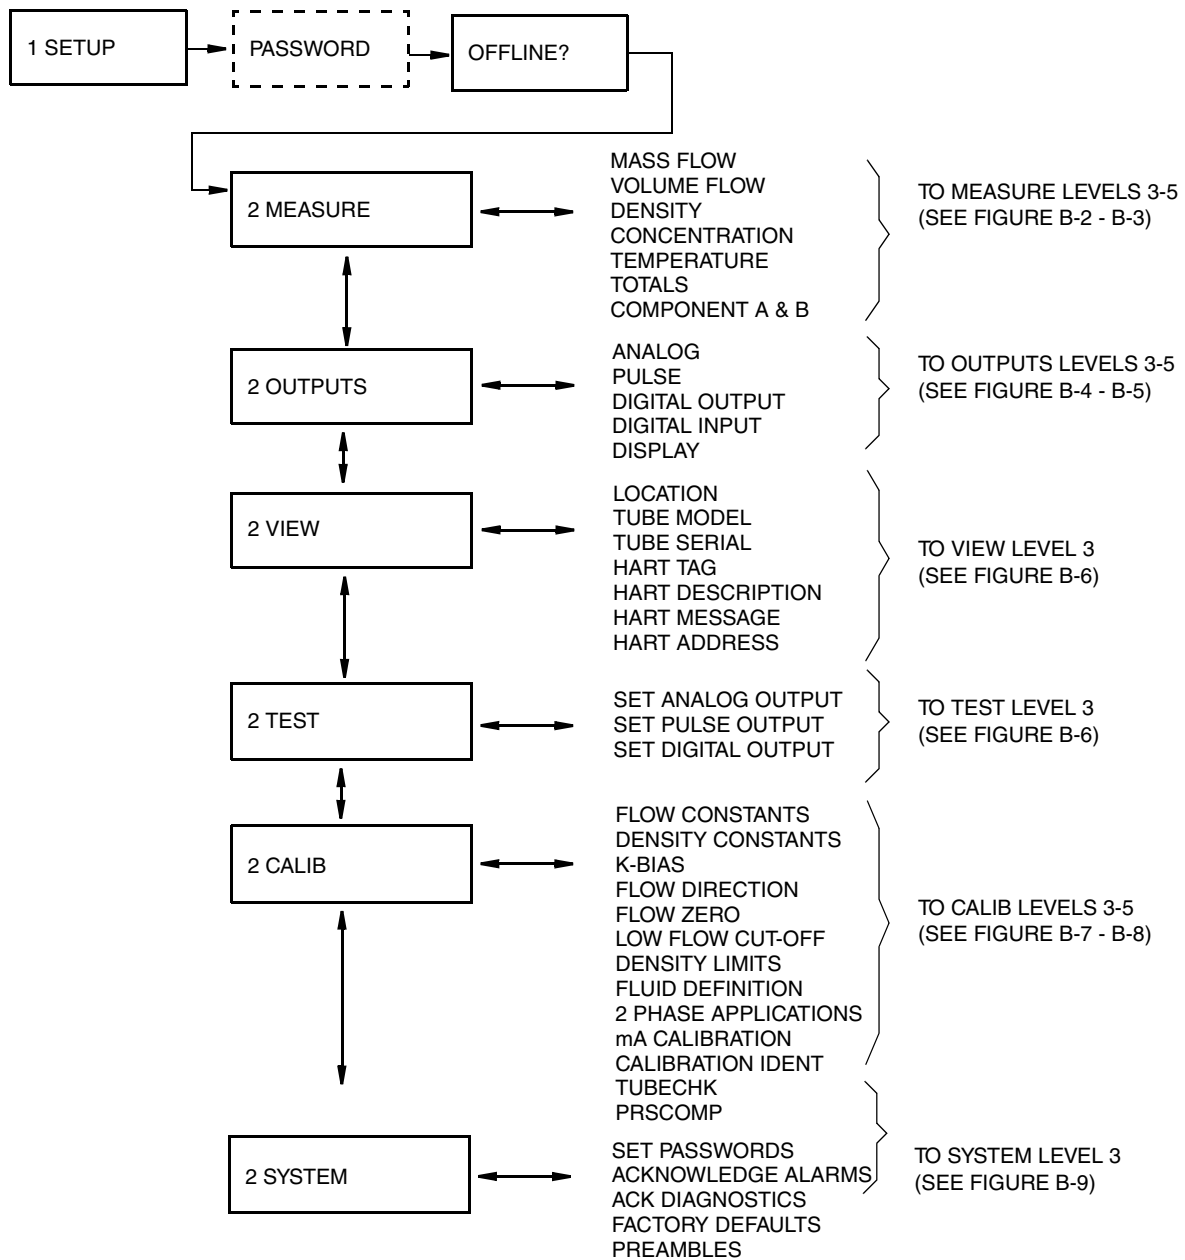 1 SETUP
PASSWORD
OFFLINE?
2 MEASURE
MASS FLOW
VOLUME FLOW
DENSITY
CONCENTRATION
TEMPERATURE
TOTALS
COMPONENT A & B
TO MEASURE LEVELS 3-5
(SEE FIGURE B-2 - B-3)
2 OUTPUTS
ANALOG
PULSE
DIGITAL OUTPUT
DIGITAL INPUT
DISPLAY
TO OUTPUTS LEVELS 3-5
(SEE FIGURE B-4 - B-5)
2 VIEW
LOCATION
TUBE MODEL
TUBE SERIAL
HART TAG
HART DESCRIPTION
HART MESSAGE
HART ADDRESS
TO VIEW LEVEL 3
(SEE FIGURE B-6)
2 TEST
SET ANALOG OUTPUT
SET PULSE OUTPUT
SET DIGITAL OUTPUT
TO TEST LEVEL 3
(SEE FIGURE B-6)
2 CALIB
FLOW CONSTANTS
DENSITY CONSTANTS
K-BIAS
FLOW DIRECTION
FLOW ZERO
LOW FLOW CUT-OFF
DENSITY LIMITS
FLUID DEFINITION
2 PHASE APPLICATIONS
mA CALIBRATION
CALIBRATION IDENT
TUBECHK
PRSCOMP
TO CALIB LEVELS 3-5
(SEE FIGURE B-7 - B-8)
2 SYSTEM
SET PASSWORDS
ACKNOWLEDGE ALARMS
ACK DIAGNOSTICS
FACTORY DEFAULTS
PREAMBLES
TO SYSTEM LEVEL 3
(SEE FIGURE B-9)